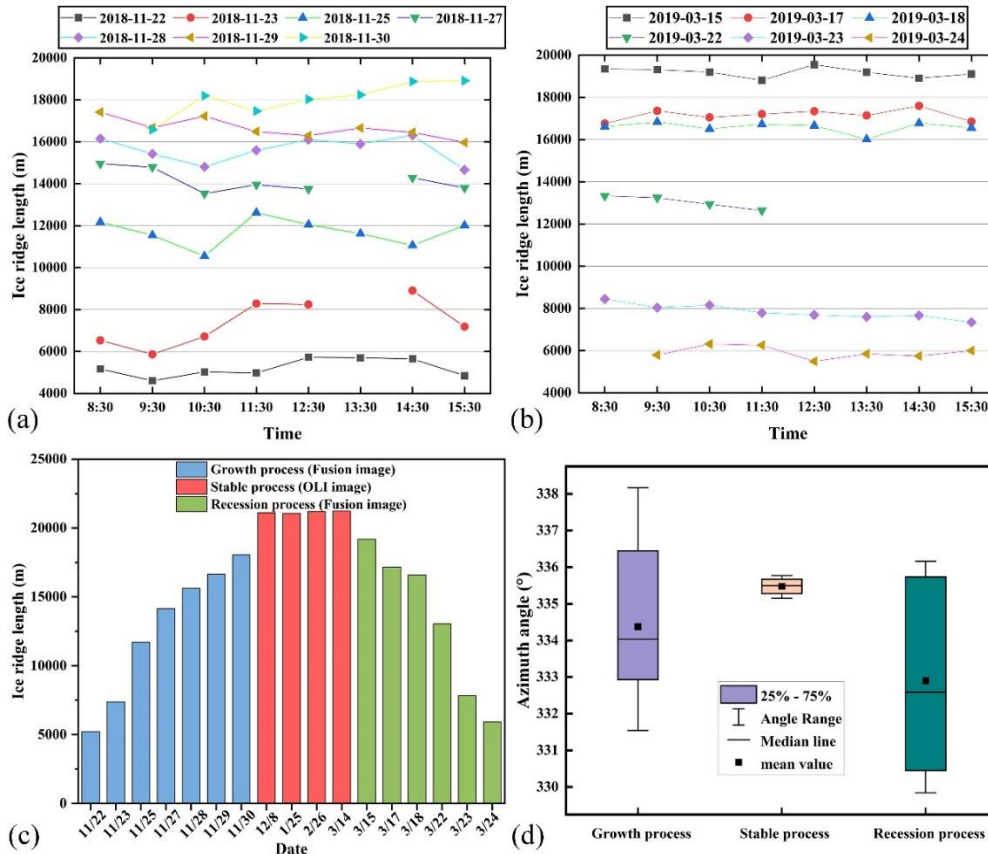 2018-11-22 2018-11-23 2018-11-25 2018-11-27
2018-11-28 2018-11-29 2018-11-30
20000
18000
16000
14000
12000
10000
8000
6000
4000
Ice ridge length (m)
8:30 9:30 10:30 11:30 12:30 13:30 14:30 15:30
Time
(a)
2019-03-15 2019-03-17 2019-03-18
2019-03-22 2019-03-23 2019-03-24
20000
18000
16000
14000
12000
10000
8000
6000
4000
Ice ridge length (m)
8:30 9:30 10:30 11:30 12:30 13:30 14:30 15:30
Time
(b)
Growth process (Fusion image)
Stable process (OLI image)
Recession process (Fusion image)
25000
20000
15000
10000
5000
0
Ice ridge length (m)
11/22 11/23 11/25 11/27 11/28 11/29 11/30 12/8 1/25 2/26 3/14 3/15 3/17 3/18 3/22 3/23 3/24
Date
(c)
338
336
335
334
333
332
331
330
Azimuth angle (°)
25% - 75%
Angle Range
Median line
mean value
Growth process Stable process Recession process
(d)